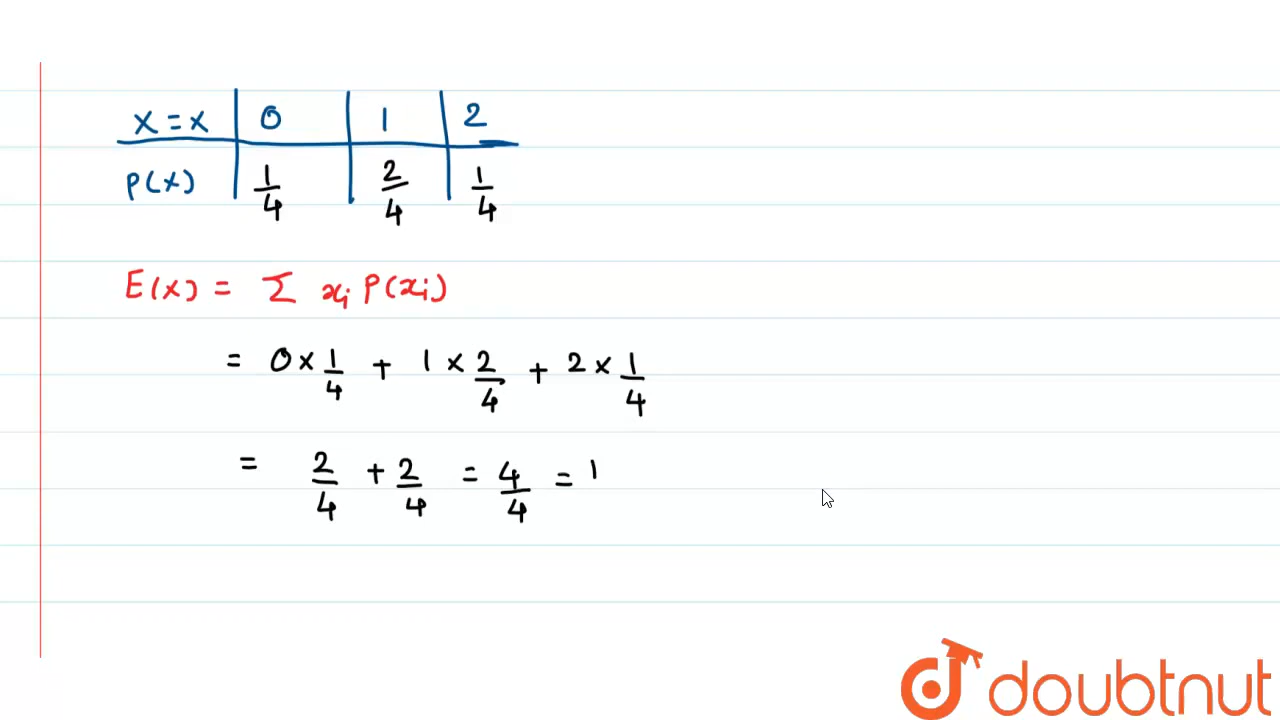 X = x | 0 | 1 | 2
P(x) | 1/4 | 2/4 | 1/4
E(x) = Σ xi P(xi)
= 0 × 1/4 + 1 × 2/4 + 2 × 1/4
= 2/4 + 2/4 = 4/4 = 1
doubtnut